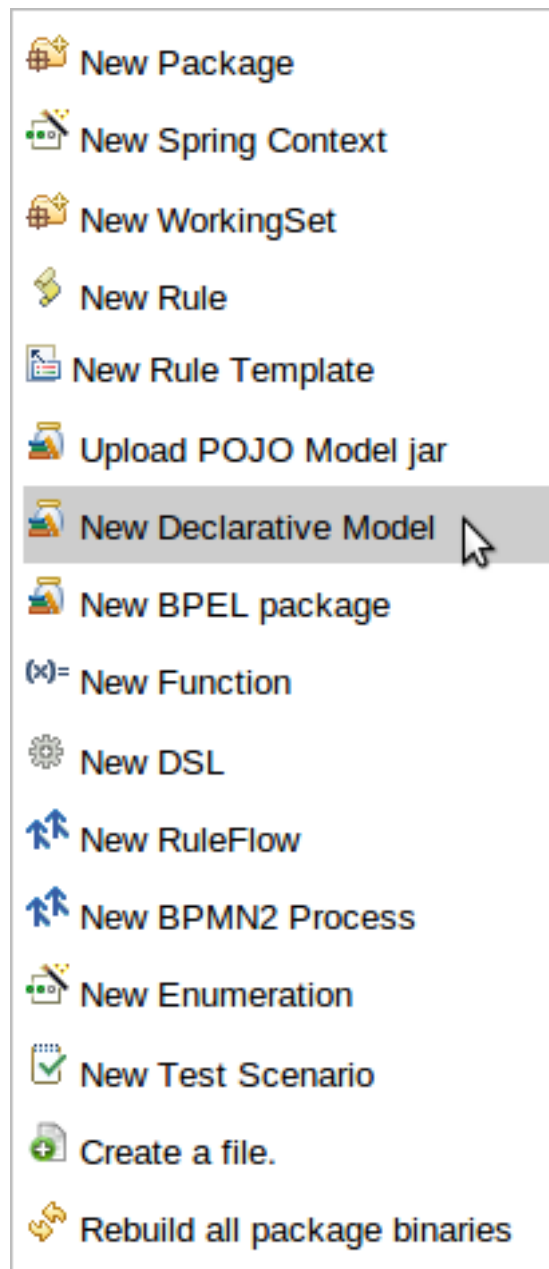 New Package
New Spring Context
New WorkingSet
New Rule
New Rule Template
Upload POJO Model jar
New Declarative Model
New BPEL package
(x)= New Function
New DSL
New RuleFlow
New BPMN2 Process
New Enumeration
New Test Scenario
Create a file.
Rebuild all package binaries